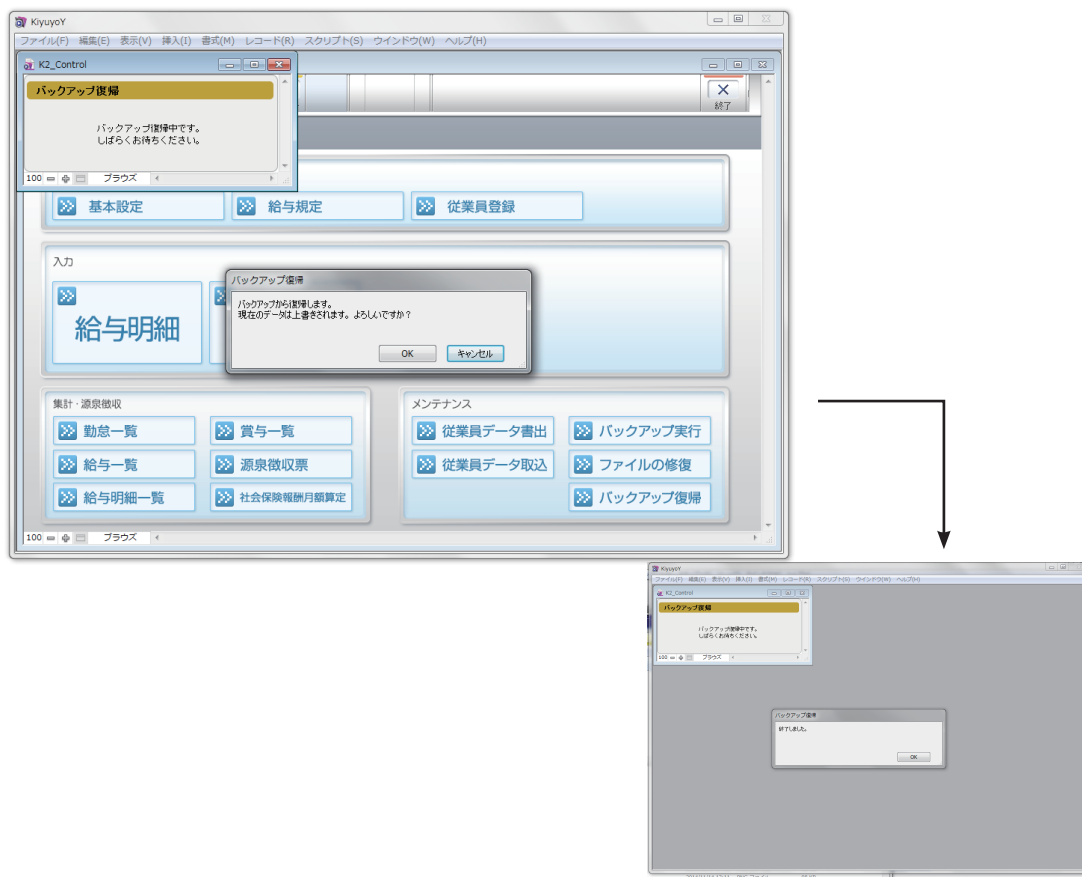 KiyuyoY
ファイル(F) 編集(E) 表示(V) 挿入(I) 書式(M) レコード(R) スクリプト(S) ウインドウ(W) ヘルプ(H)
K2_Control
バックアップ復帰
バックアップ復帰中です。
しばらくお待ちください。
100
ブラウズ
終了
基本設定
給与規定
従業員登録
入力
給与明細
バックアップ復帰
バックアップから復帰します。
現在のデータは上書きされます。よろしいですか？
OK
キャンセル
集計・源泉徴収
勤怠一覧
賞与一覧
給与一覧
源泉徴収票
給与明細一覧
社会保険報酬月額算定
メンテナンス
従業員データ書出
バックアップ実行
従業員データ取込
ファイルの修復
バックアップ復帰
100
ブラウズ
KiyuyoY
ファイル(F) 編集(E) 表示(V) 挿入(I) 書式(M) レコード(R) スクリプト(S) ウインドウ(W) ヘルプ(H)
K2_Control
バックアップ復帰
バックアップ復帰中です。
しばらくお待ちください。
100
ブラウズ
バックアップ復帰
終了しました。
OK